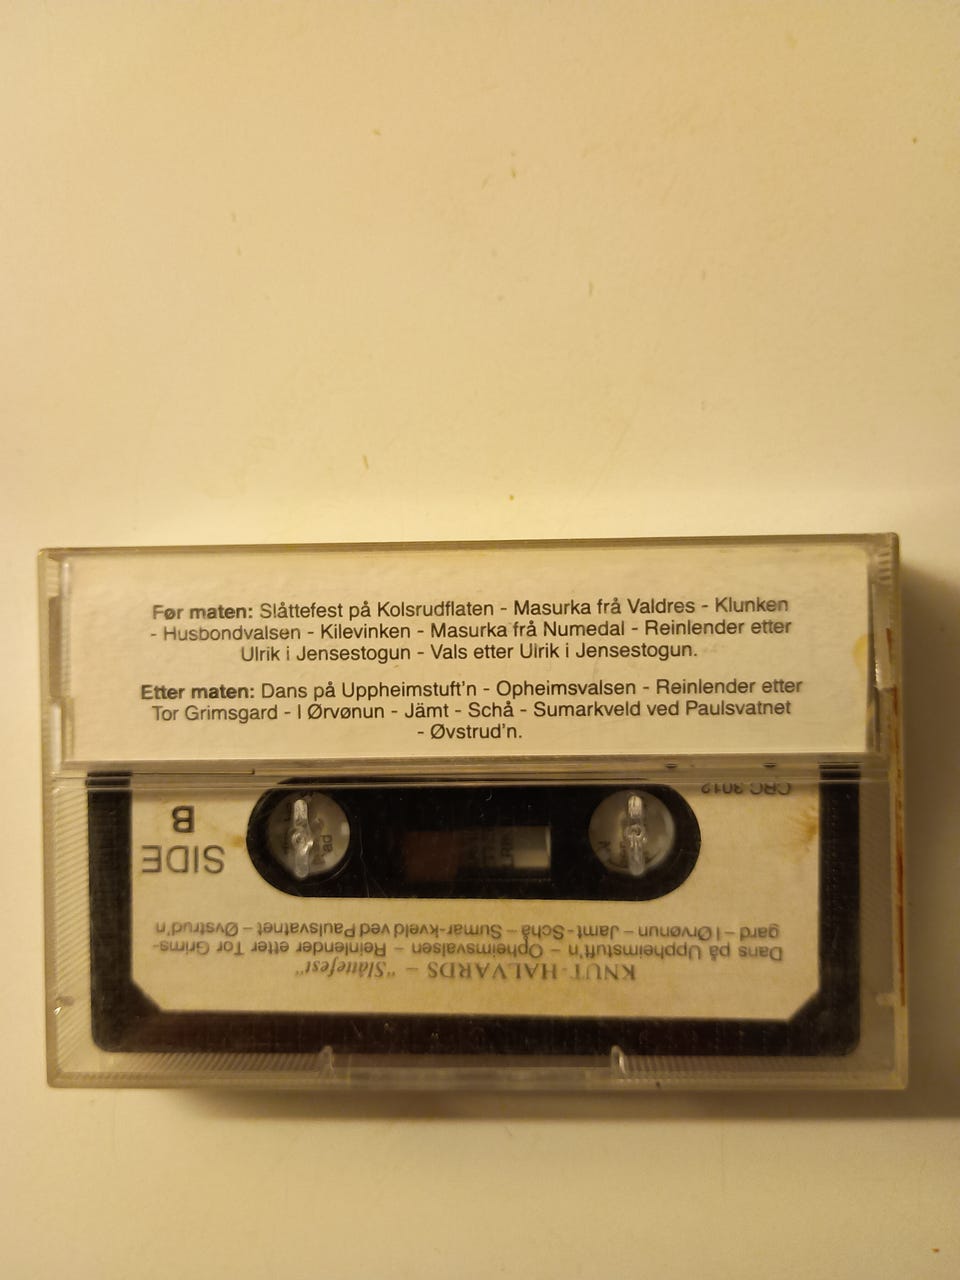 Før maten: Slåttefest på Kolsrudflaten - Masurka frå Valdres - Klunken
- Husbondvalsen - Kilevinken - Masurka frå Numedal - Reinlender etter
Ulrik i Jensestogun - Vals etter Ulrik i Jensestogun.
Etter maten: Dans på Uppheimstuft'n - Opheimsvalsen - Reinlender etter
Tor Grimsgard - I Ørvønun - Jämt - Schå - Sumarkveld ved Paulsvatnet
- Øvstrud'n.
KNUT HALVARDS – "Slåttefest"
Dans på Uppheimstuft'n – Opheimsvalsen – Reinlender etter Tor Grims-
gard – I Ørvønun – Jamt - Schå – Sumar-kveld ved Paulsvatnet – Øvstrud'n
SIDE
B
CRC 3012